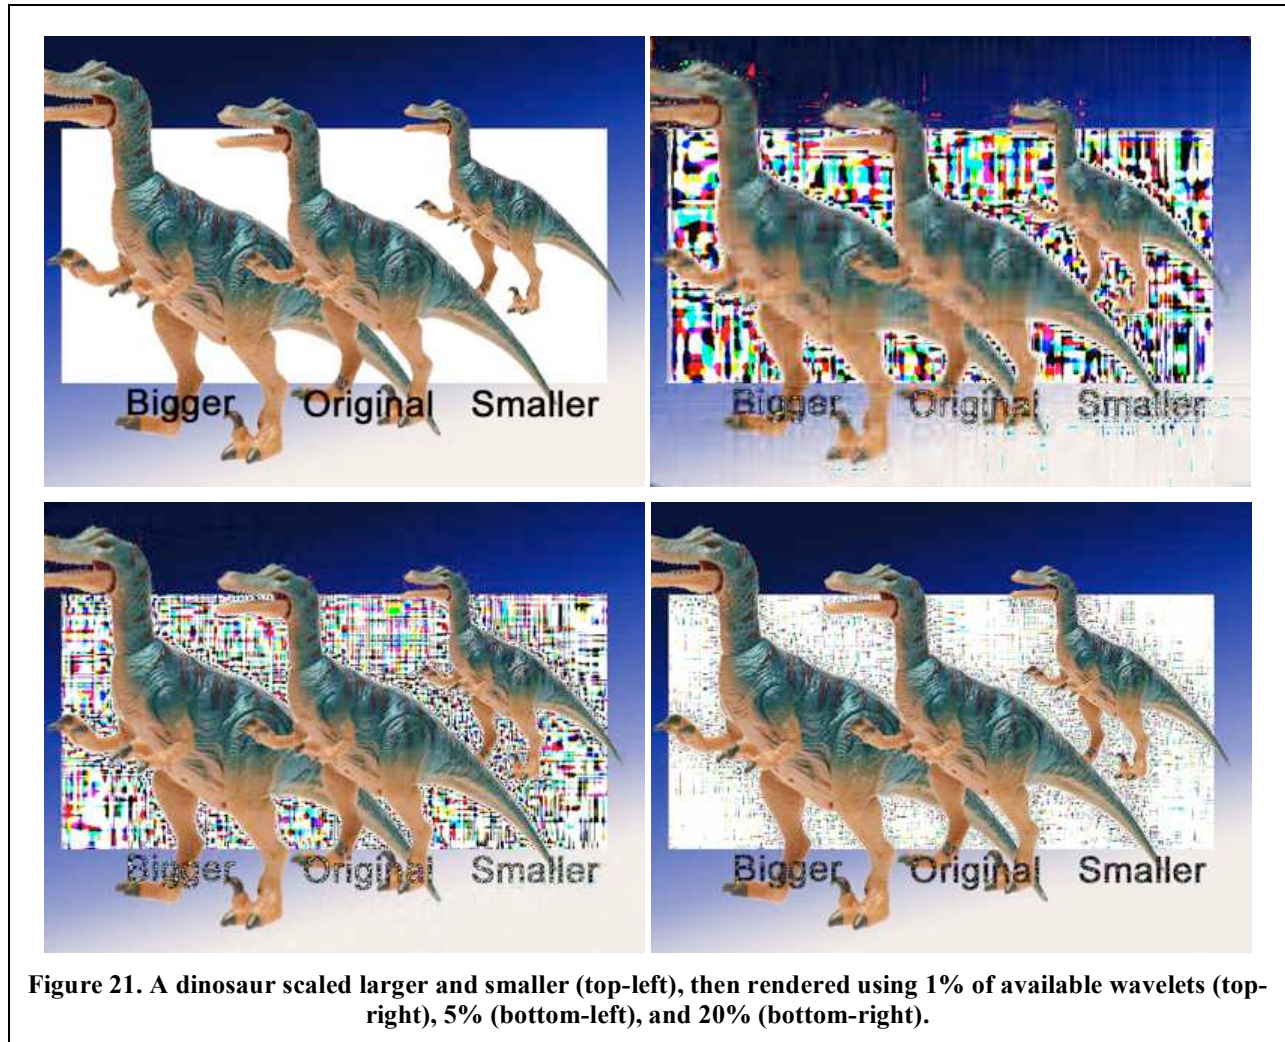 Bigger Original Smaller
Bigger Original Smaller
Bigger Original Smaller
Bigger Original Smaller
Figure 21. A dinosaur scaled larger and smaller (top-left), then rendered using 1% of available wavelets (top-
right), 5% (bottom-left), and 20% (bottom-right).